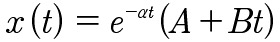 x(t) = e^{-αt}(A + Bt)